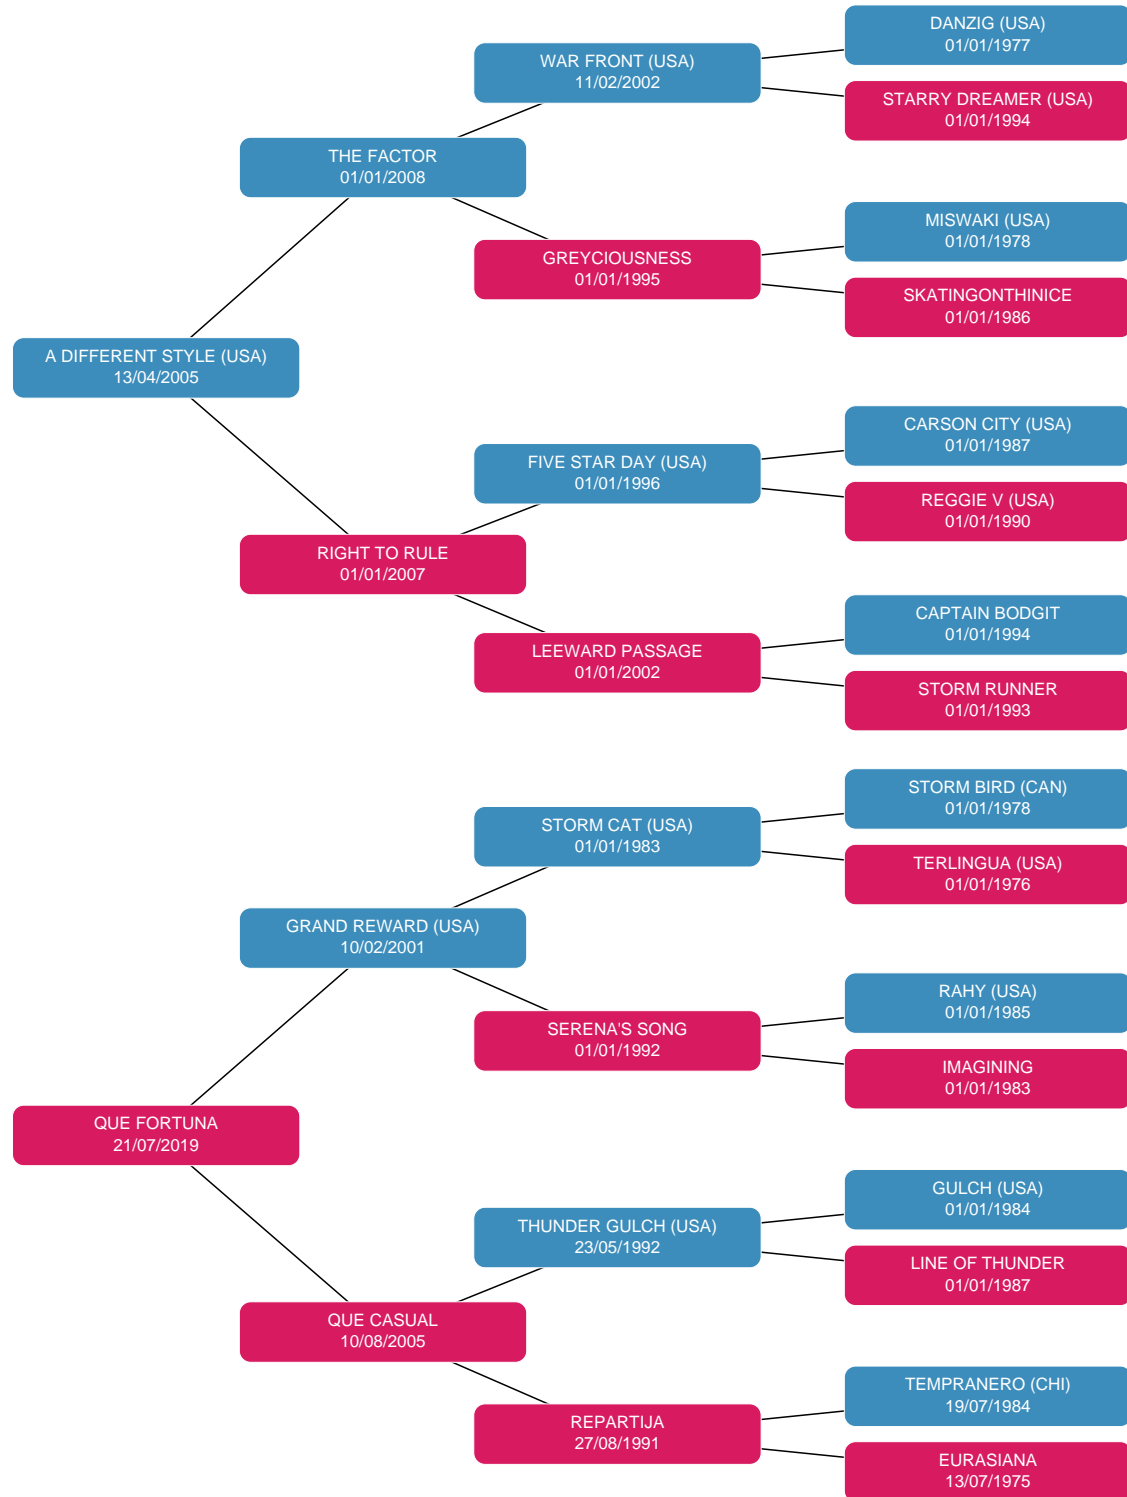 DANZIG (USA)
01/01/1977
WAR FRONT (USA)
11/02/2002
STARRY DREAMER (USA)
01/01/1994
THE FACTOR
01/01/2008
MISWAKI (USA)
01/01/1978
GREYCIOUSNESS
01/01/1995
SKATINGONTHINICE
01/01/1986
A DIFFERENT STYLE (USA)
13/04/2005
CARSON CITY (USA)
01/01/1987
FIVE STAR DAY (USA)
01/01/1996
REGGIE V (USA)
01/01/1990
RIGHT TO RULE
01/01/2007
CAPTAIN BODGIT
01/01/1994
LEEWARD PASSAGE
01/01/2002
STORM RUNNER
01/01/1993
STORM BIRD (CAN)
01/01/1978
STORM CAT (USA)
01/01/1983
TERLINGUA (USA)
01/01/1976
GRAND REWARD (USA)
10/02/2001
RAHY (USA)
01/01/1985
SERENA'S SONG
01/01/1992
IMAGINING
01/01/1983
QUE FORTUNA
21/07/2019
GULCH (USA)
01/01/1984
THUNDER GULCH (USA)
23/05/1992
LINE OF THUNDER
01/01/1987
QUE CASUAL
10/08/2005
TEMPRANERO (CHI)
19/07/1984
REPARTIJA
27/08/1991
EURASIANA
13/07/1975